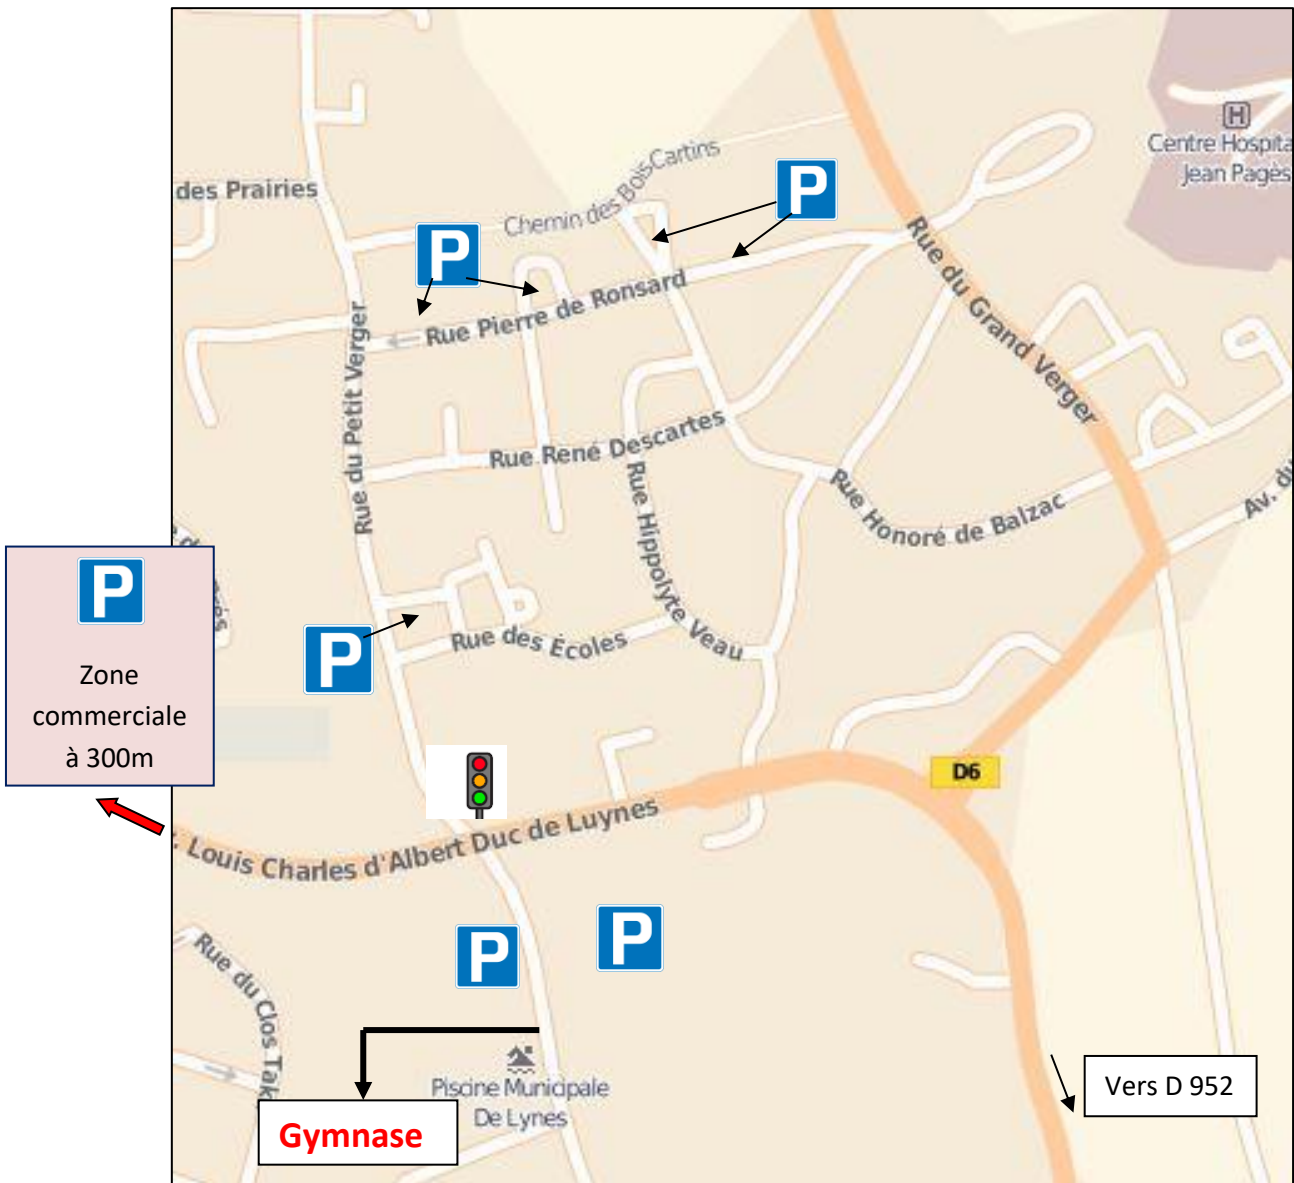 Centre Hospita
Jean Pagès
H
des Prairies
Chemin des Bois Cartins
P
P
Rue Pierre de Ronsard
Rue du Grand Verger
Rue du Petit Verger
Rue René Descartes
Rue Hippolyte Veau
Rue Honoré de Balzac
Av. du
P
Zone
commerciale
à 300m
P
Rue des Écoles
D6
. Louis Charles d'Albert Duc de Luynes
P
P
Rue du Clos Tak
Piscine Municipale
De Lynes
Gymnase
Vers D 952